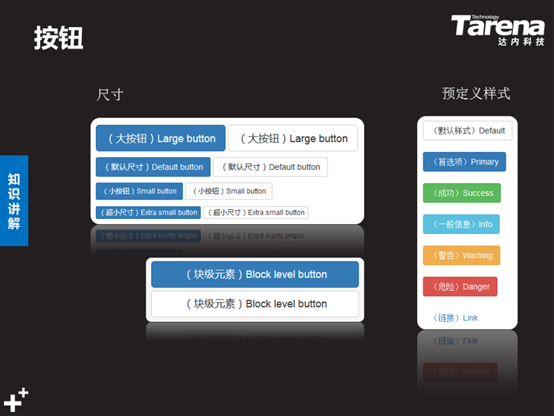 按钮
Technology
Tarena
达内科技
尺寸
预定义样式
(大按钮) Large button (大按钮) Large button
(默认尺寸) Default button (默认尺寸) Default button
(小按钮) Small button (小按钮) Small button
(超小尺寸) Extra small button (超小尺寸) Extra small button
(块级元素) Block level button
(块级元素) Block level button
(默认样式) Default
(首选项) Primary
(成功) Success
(一般信息) Info
(警告) Warning
(危险) Danger
(链接) Link
知识讲解